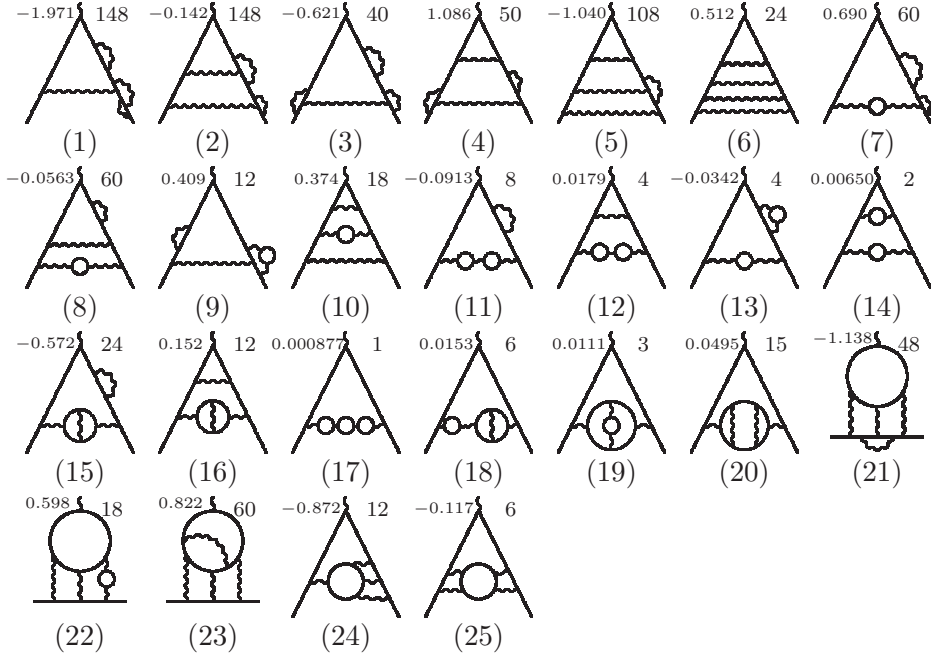 −1.971 148 −0.142 148 −0.621 40 1.086 50 −1.040 108 0.512 24 0.690 60
(1) (2) (3) (4) (5) (6) (7)
−0.0563 60 0.409 12 0.374 18 −0.0913 8 0.0179 4 −0.0342 4 0.00650 2
(8) (9) (10) (11) (12) (13) (14)
−0.572 24 0.152 12 0.000877 1 0.0153 6 0.0111 3 0.0495 15 −1.138 48
(15) (16) (17) (18) (19) (20) (21)
0.598 18 0.822 60 −0.872 12 −0.117 6
(22) (23) (24) (25)